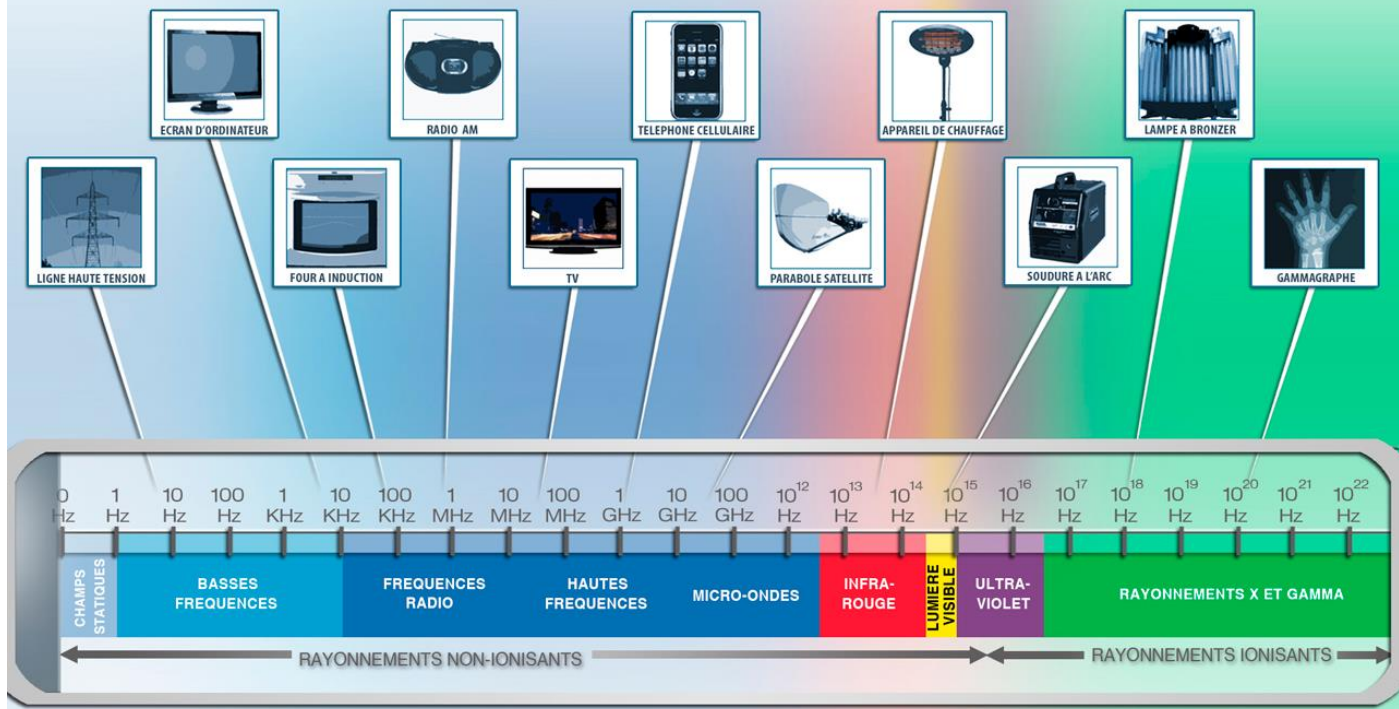 ECRAN D'ORDINATEUR
RADIO AM
TELEPHONE CELLULAIRE
APPAREIL DE CHAUFFAGE
LAMPE A BRONZER
LIGNE HAUTE TENSION
FOUR A INDUCTION
TV
PARABOLE SATELLITE
SOUDURE A L'ARC
GAMMAGRAPHE
0 Hz
1 Hz
10 Hz
100 Hz
1 KHz
10 KHz
100 KHz
1 MHz
10 MHz
100 MHz
1 GHz
10 GHz
100 GHz
10¹² Hz
10¹³ Hz
10¹⁴ Hz
10¹⁵ Hz
10¹⁶ Hz
10¹⁷ Hz
10¹⁸ Hz
10¹⁹ Hz
10²⁰ Hz
10²¹ Hz
10²² Hz
CHAMPS
STATIQUES
BASSES
FREQUENCES
FREQUENCES
RADIO
HAUTES
FREQUENCES
MICRO-ONDES
INFRA-
ROUGE
LUMIERE
VISIBLE
ULTRA-
VIOLET
RAYONNEMENTS X ET GAMMA
RAYONNEMENTS NON-IONISANTS
RAYONNEMENTS IONISANTS